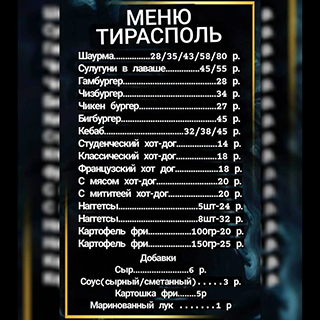 МЕНЮ
ТИРАСПОЛЬ
Шаурма................28/35/43/58/80 р.
Сулугуни в лаваше.........45/55 р.
Гамбургер.........................28 р.
Чизбургер.........................34 р.
Чикен бургер.....................27 р.
Бигбургер.........................45 р.
Кебаб.......................32/38/45 р.
Студенческий хот-дог.........14 р.
Классический хот-дог.........18 р.
Французский хот дог..........18 р.
С мясом хот-дог................20 р.
С мититеей хот-дог............20 р.
Наггетсы.......................5шт-24 р.
Наггетсы.......................8шт-32 р.
Картофель фри............100гр-20 р.
Картофель фри............150гр-25 р.
Добавки
Сыр.......................6 р.
Соус(сырный/сметанный).....3 р.
Картошка фри.......5р
Маринованный лук .......1 р